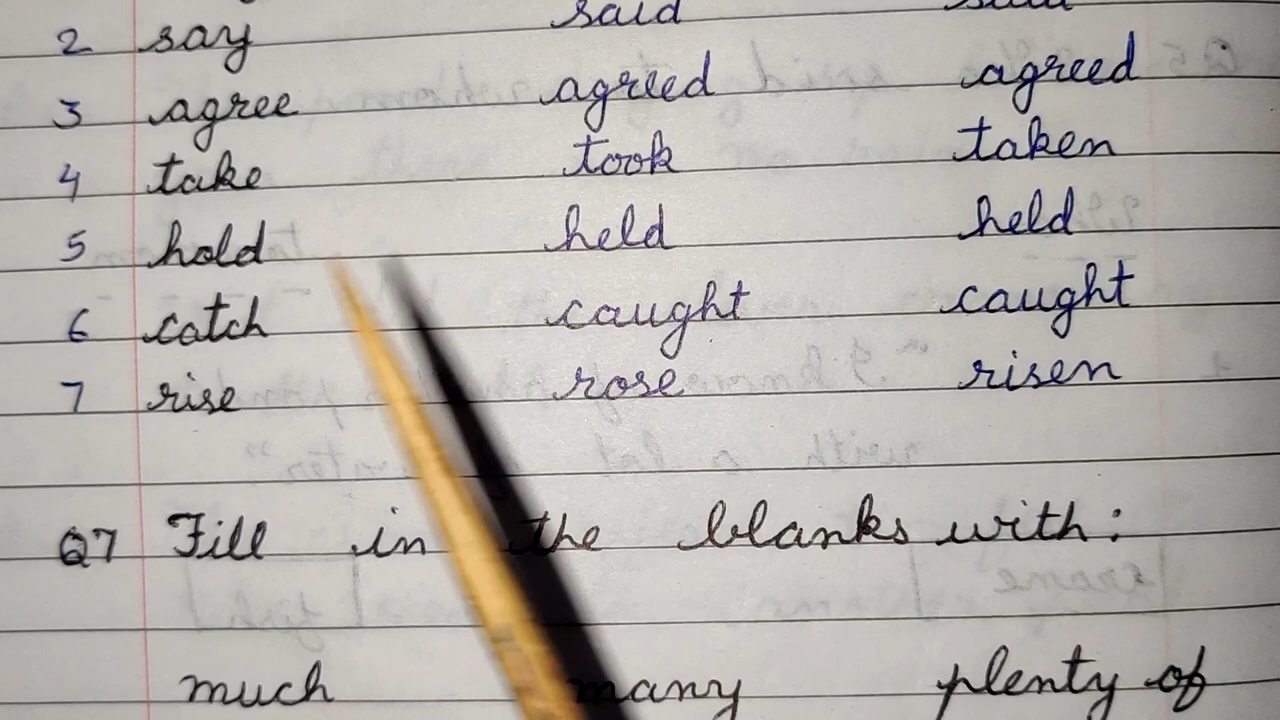 2 say said
3 agree agreed agreed
4 take took taken
5 hold held held
6 catch caught caught
7 rise rose risen
Q7 Fill in the blanks with:
much many plenty of